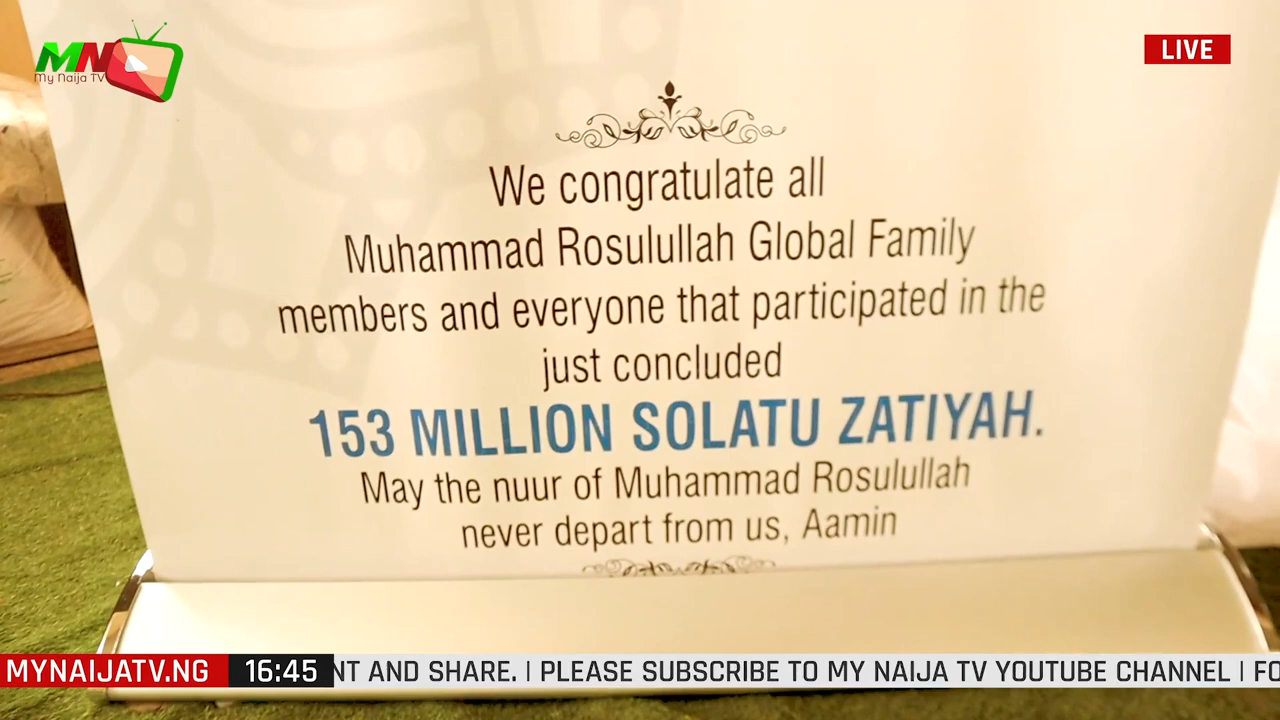 MN
My Naija TV
LIVE
We congratulate all
Muhammad Rosulullah Global Family
members and everyone that participated in the
just concluded
153 MILLION SOLATU ZATIYAH.
May the nuur of Muhammad Rosulullah
never depart from us, Aamin
MYNAIJATV.NG 16:45 NT AND SHARE. | PLEASE SUBSCRIBE TO MY NAIJA TV YOUTUBE CHANNEL | FO